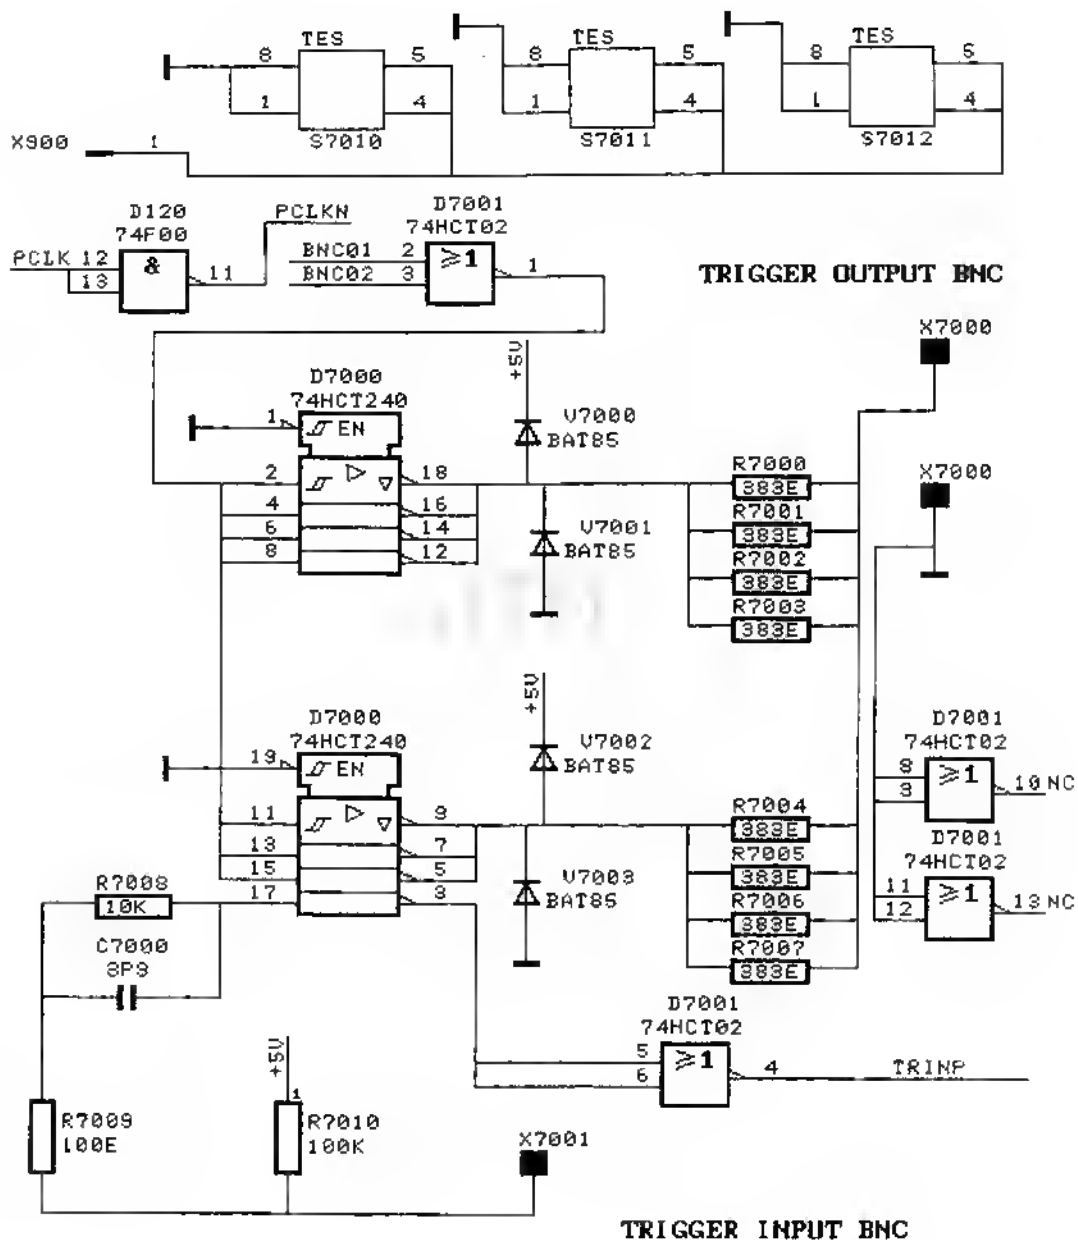 TES TES TES
8 5 8 5 8 5
1 4 1 4 1 4
S7010 S7011 S7012
X900 1
D120
74F00
PCLKN
D7001
74HCT02
PCLK 12
13
&
11
BNC01 2
BNC02 3
≥1
1
TRIGGER OUTPUT BNC
X7000
D7000
74HCT240
+5V
1 EN
V7000
BAT85
2 18
4 16
6 14
8 12
V7001
BAT85
R7000
383E
R7001
383E
R7002
383E
R7003
383E
X7000
D7000
74HCT240
+5V
19 EN
V7002
BAT85
D7001
74HCT02
8
9
≥1
10 NC
11 9
13 7
15 5
17 3
V7003
BAT85
R7004
383E
R7005
383E
R7006
383E
R7007
383E
D7001
74HCT02
11
12
≥1
13 NC
R7008
10K
C7000
3P3
D7001
74HCT02
5
6
≥1
4 TRINP
+5V
1
R7009
100E
R7010
100K
X7001
TRIGGER INPUT BNC